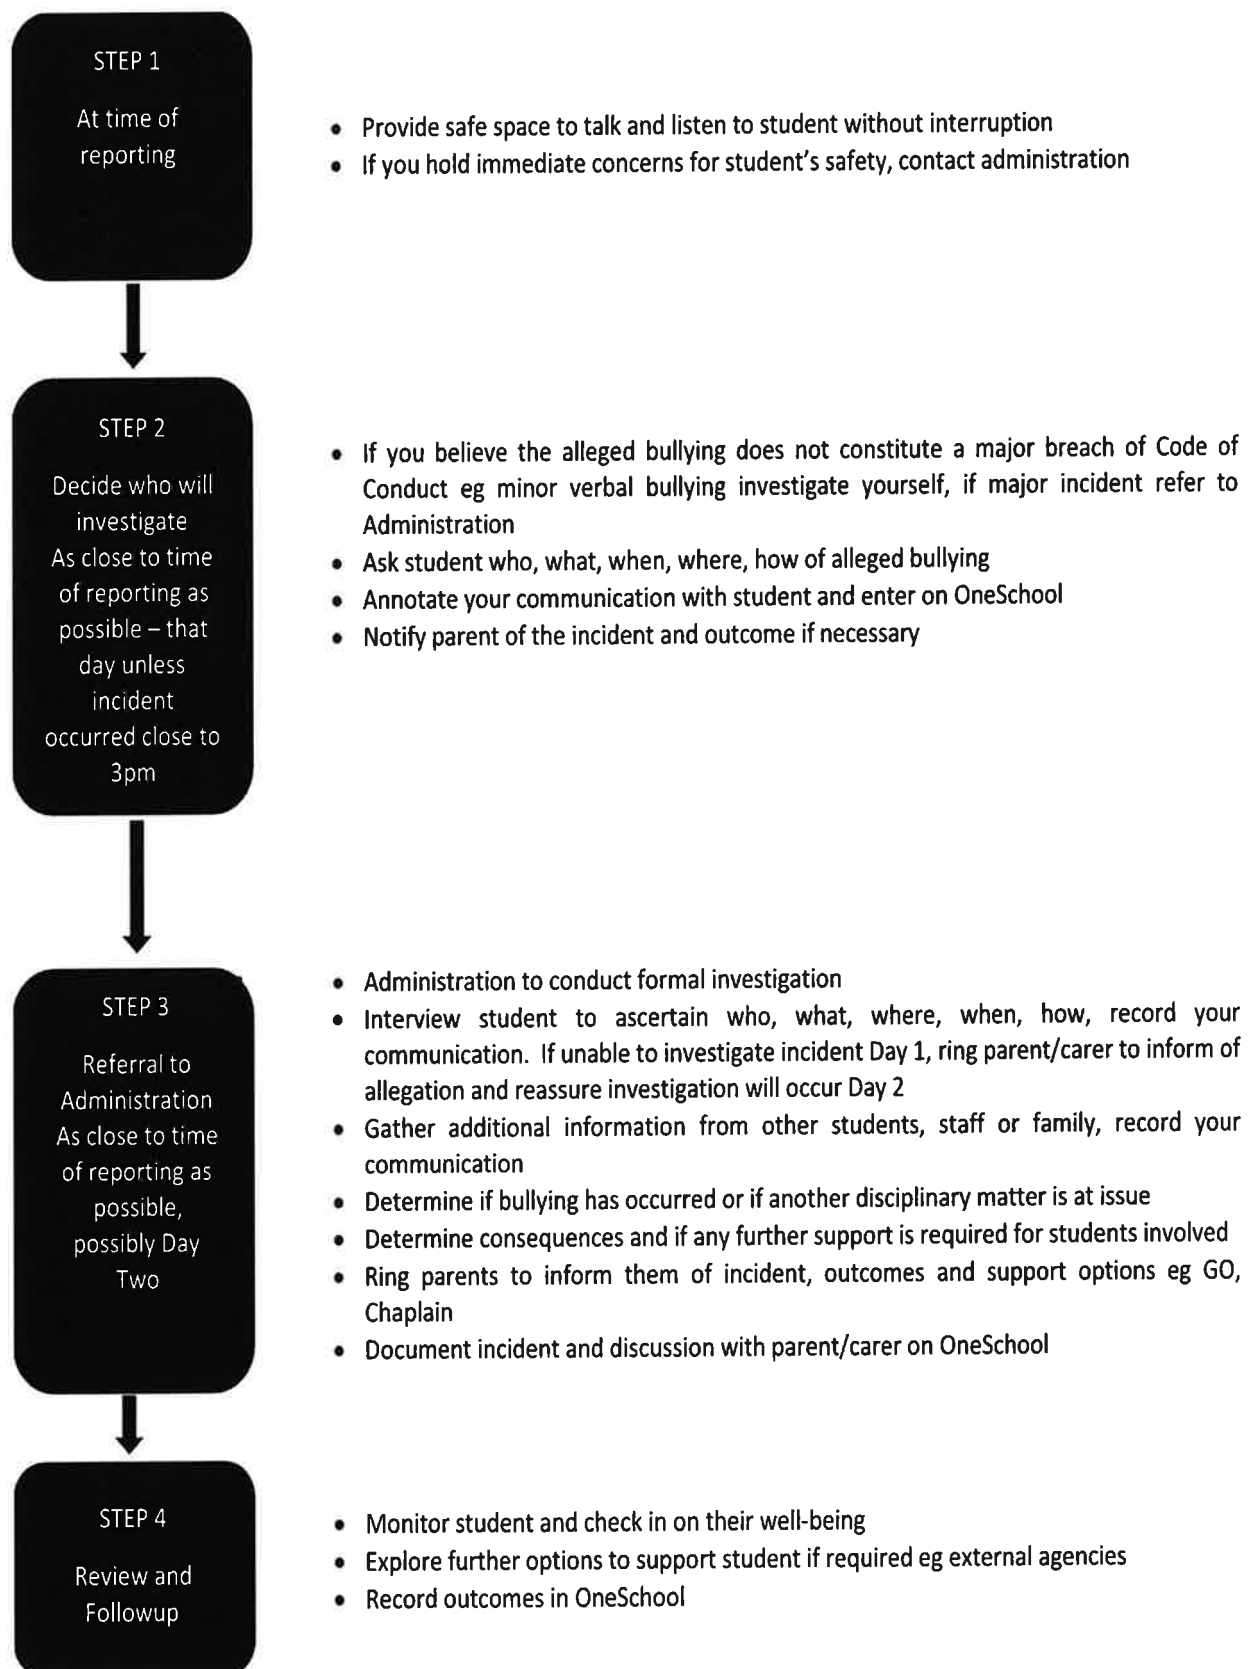 STEP 1
At time of
reporting
• Provide safe space to talk and listen to student without interruption
• If you hold immediate concerns for student's safety, contact administration
STEP 2
Decide who will
investigate
As close to time
of reporting as
possible – that
day unless
incident
occurred close to
3pm
• If you believe the alleged bullying does not constitute a major breach of Code of
Conduct eg minor verbal bullying investigate yourself, if major incident refer to
Administration
• Ask student who, what, when, where, how of alleged bullying
• Annotate your communication with student and enter on OneSchool
• Notify parent of the incident and outcome if necessary
STEP 3
Referral to
Administration
As close to time
of reporting as
possible,
possibly Day
Two
• Administration to conduct formal investigation
• Interview student to ascertain who, what, where, when, how, record your
communication. If unable to investigate incident Day 1, ring parent/carer to inform of
allegation and reassure investigation will occur Day 2
• Gather additional information from other students, staff or family, record your
communication
• Determine if bullying has occurred or if another disciplinary matter is at issue
• Determine consequences and if any further support is required for students involved
• Ring parents to inform them of incident, outcomes and support options eg GO,
Chaplain
• Document incident and discussion with parent/carer on OneSchool
STEP 4
Review and
Followup
• Monitor student and check in on their well-being
• Explore further options to support student if required eg external agencies
• Record outcomes in OneSchool